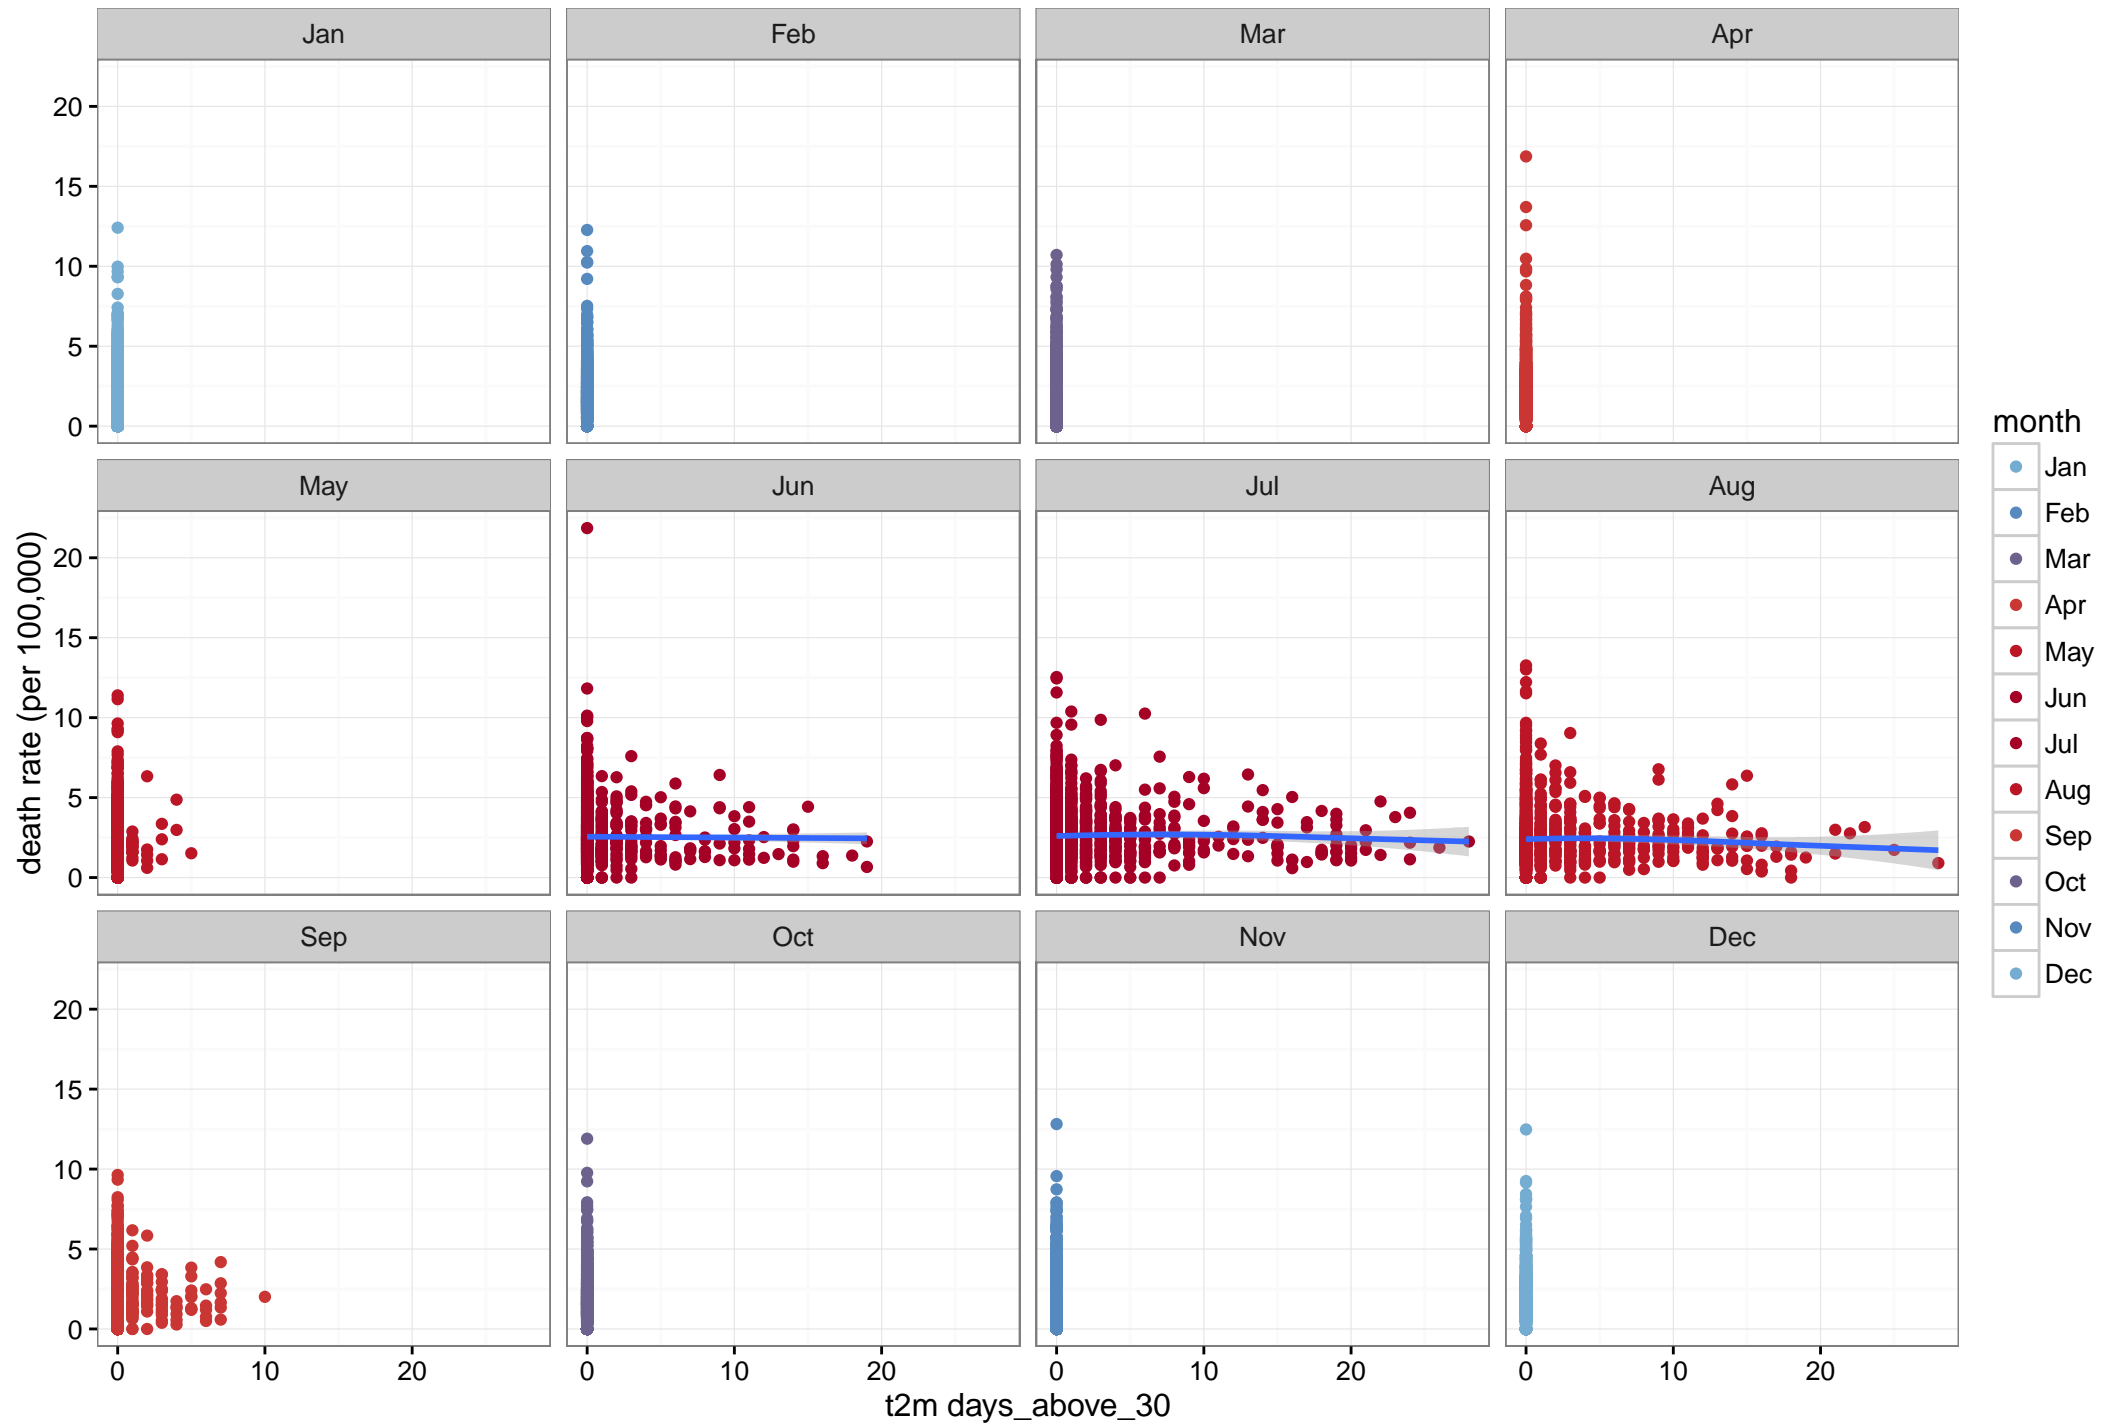 Jan Feb Mar Apr
20
15
10
5
0
May Jun Jul Aug
20
15
10
5
0
Sep Oct Nov Dec
20
15
10
5
0
0 10 20 0 10 20 0 10 20 0 10 20
t2m days_above_30
death rate (per 100,000)
month
Jan
Feb
Mar
Apr
May
Jun
Jul
Aug
Sep
Oct
Nov
Dec